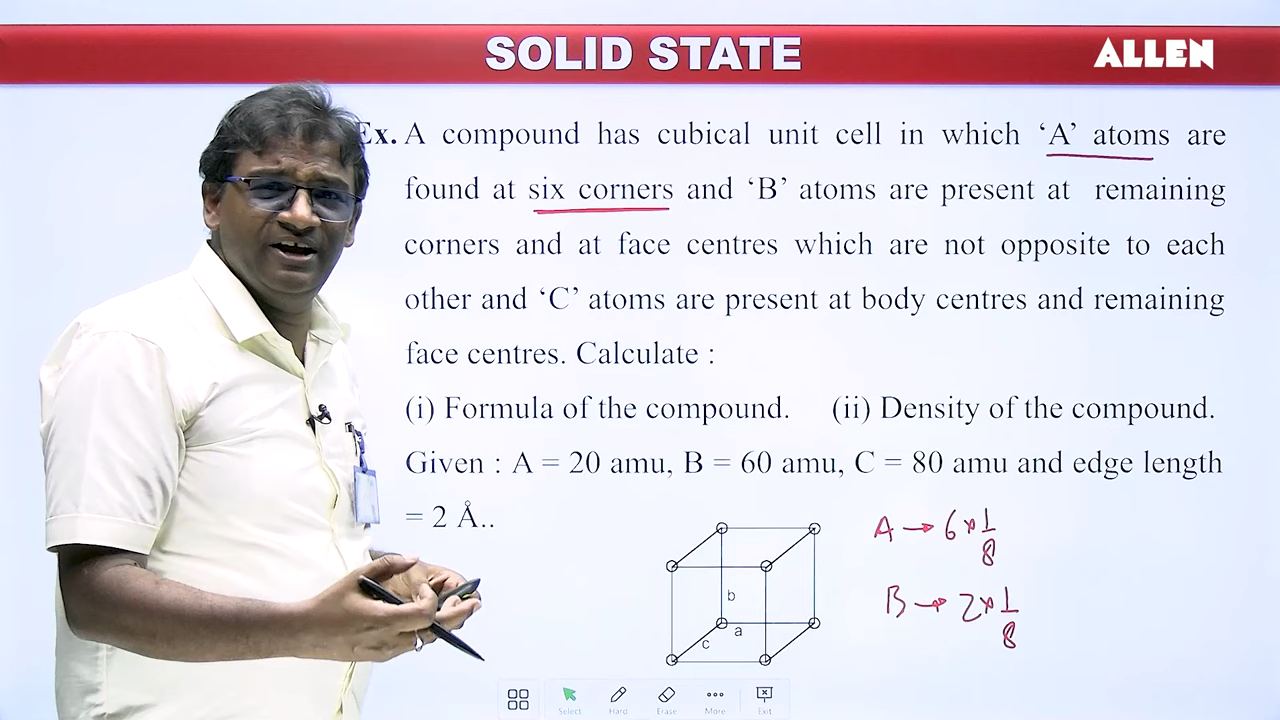 SOLID STATE
ALLEN
Ex. A compound has cubical unit cell in which ‘A’ atoms are
found at six corners and ‘B’ atoms are present at remaining
corners and at face centres which are not opposite to each
other and ‘C’ atoms are present at body centres and remaining
face centres. Calculate :
(i) Formula of the compound. (ii) Density of the compound.
Given : A = 20 amu, B = 60 amu, C = 80 amu and edge length
= 2 Å..
A → 6 × 1/8
B → 2 × 1/8
b
a
c
Select Hard Erase More Exit